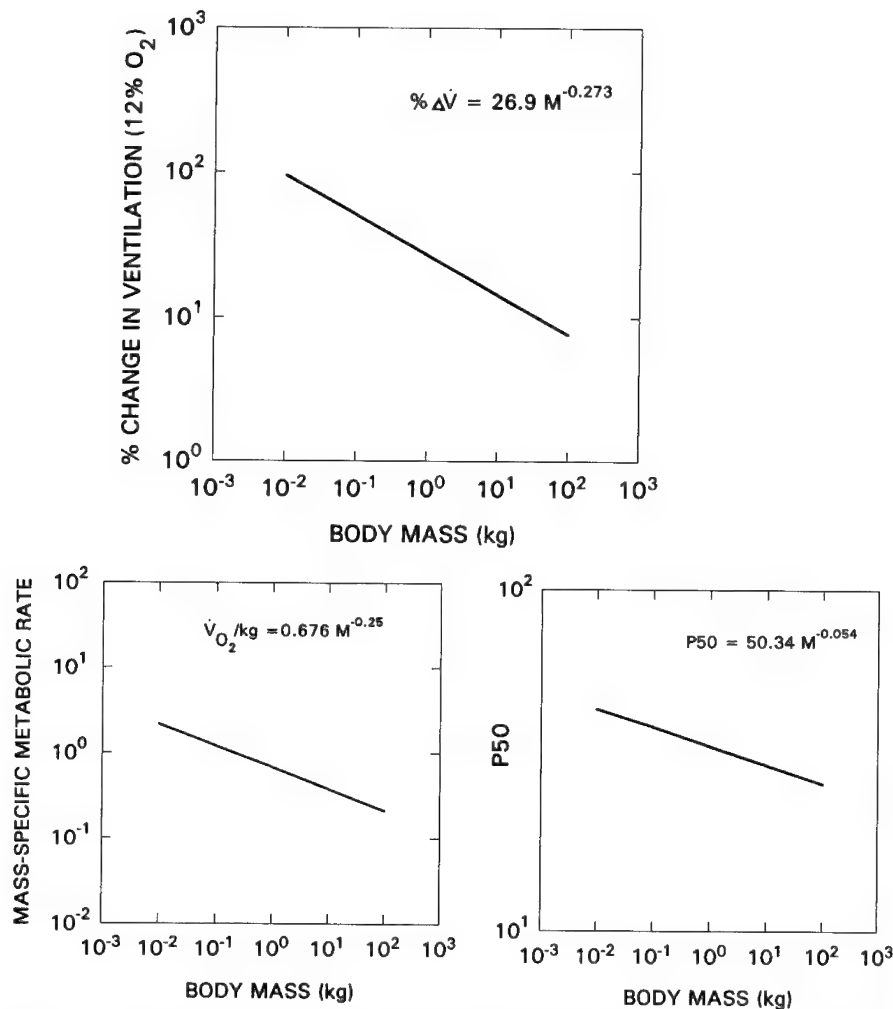 % CHANGE IN VENTILATION (12% O₂)
10³
10²
10¹
10⁰
% ΔV̇ = 26.9 M⁻⁰·²⁷³
10⁻³ 10⁻² 10⁻¹ 10⁰ 10¹ 10² 10³
BODY MASS (kg)
MASS-SPECIFIC METABOLIC RATE
10²
10¹
10⁰
10⁻¹
10⁻²
V̇O₂/kg = 0.676 M⁻⁰·²⁵
10⁻³ 10⁻² 10⁻¹ 10⁰ 10¹ 10² 10³
BODY MASS (kg)
P50
10²
10¹
P50 = 50.34 M⁻⁰·⁰⁵⁴
10⁻³ 10⁻² 10⁻¹ 10⁰ 10¹ 10² 10³
BODY MASS (kg)